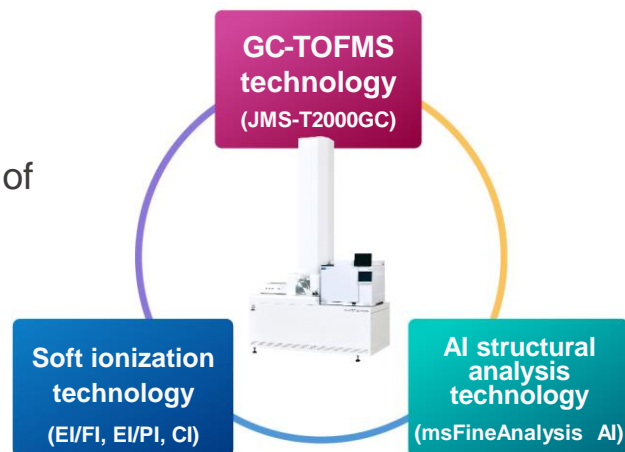 GC-TOFMS
technology
(JMS-T2000GC)
of
Soft ionization
technology
(EI/FI, EI/PI, CI)
AI structural
analysis
technology
(msFineAnalysis AI)